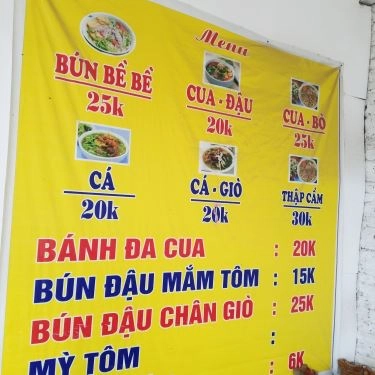 Menu
BÚN BỀ BỀ
25k
CUA - ĐẬU
20k
CUA - BÒ
25k
CÁ
20k
CÁ - GIÒ
20k
THẬP CẨM
30k
BÁNH ĐA CUA : 20K
BÚN ĐẬU MẮM TÔM : 15K
BÚN ĐẬU CHÂN GIÒ : 25K
:
MỲ TÔM : 6K